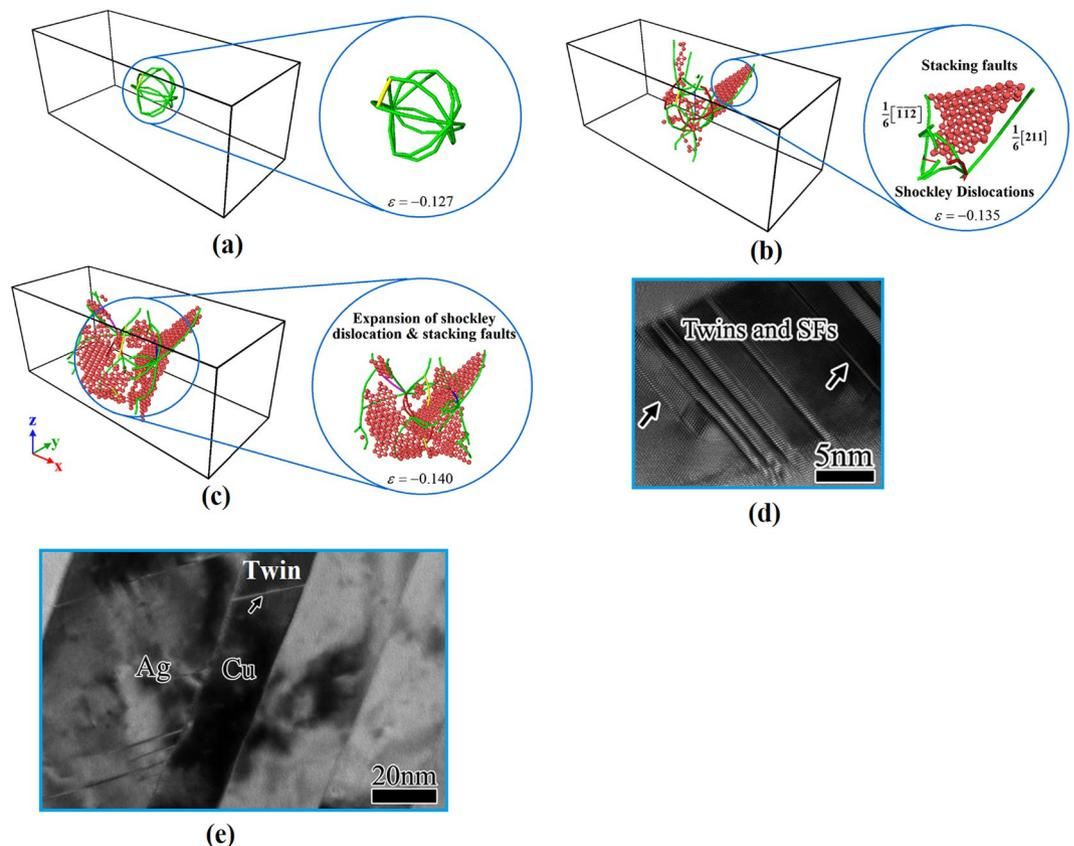 ε = −0.127
(a)
Stacking faults
1/6[1̅1̅2̅]
1/6[211]
Shockley Dislocations
ε = −0.135
(b)
Expansion of shockley
dislocation & stacking faults
ε = −0.140
z
y
x
(c)
Twins and SFs
5nm
(d)
Twin
Ag
Cu
20nm
(e)